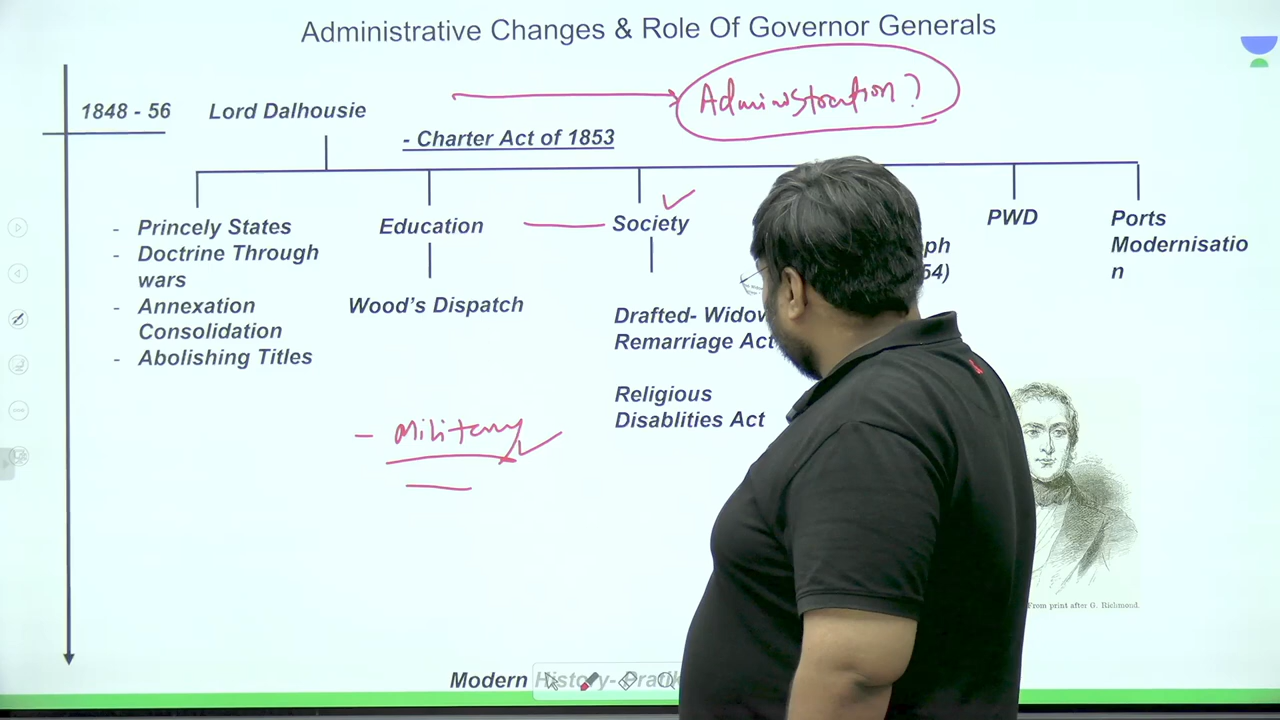 Administrative Changes & Role Of Governor Generals
1848 - 56
Lord Dalhousie
Administration?
- Charter Act of 1853
- Princely States
- Doctrine Through
wars
- Annexation
Consolidation
- Abolishing Titles
Education
Wood's Dispatch
Society
Drafted-
Remarriage Act
Religious
Disablities Act
54)
PWD
Ports
Modernisatio
n
- Military
From print after G. Richmond.
Modern History-